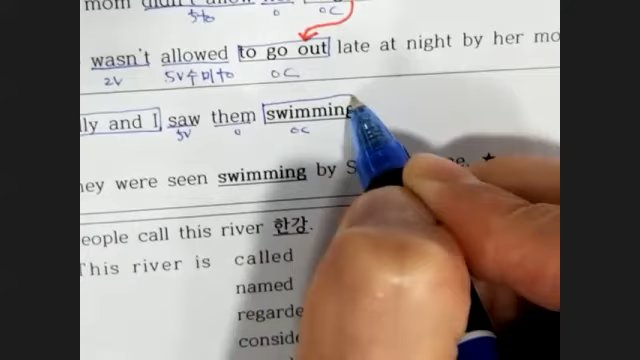 mom didn't allow
5to O OC
wasn't allowed to go out late at night by her mo
2V 5V수여to OC
ly and I saw them swimming
5V O OC
hey were seen swimming by S
eople call this river 한강.
This river is called
named
regarde
conside